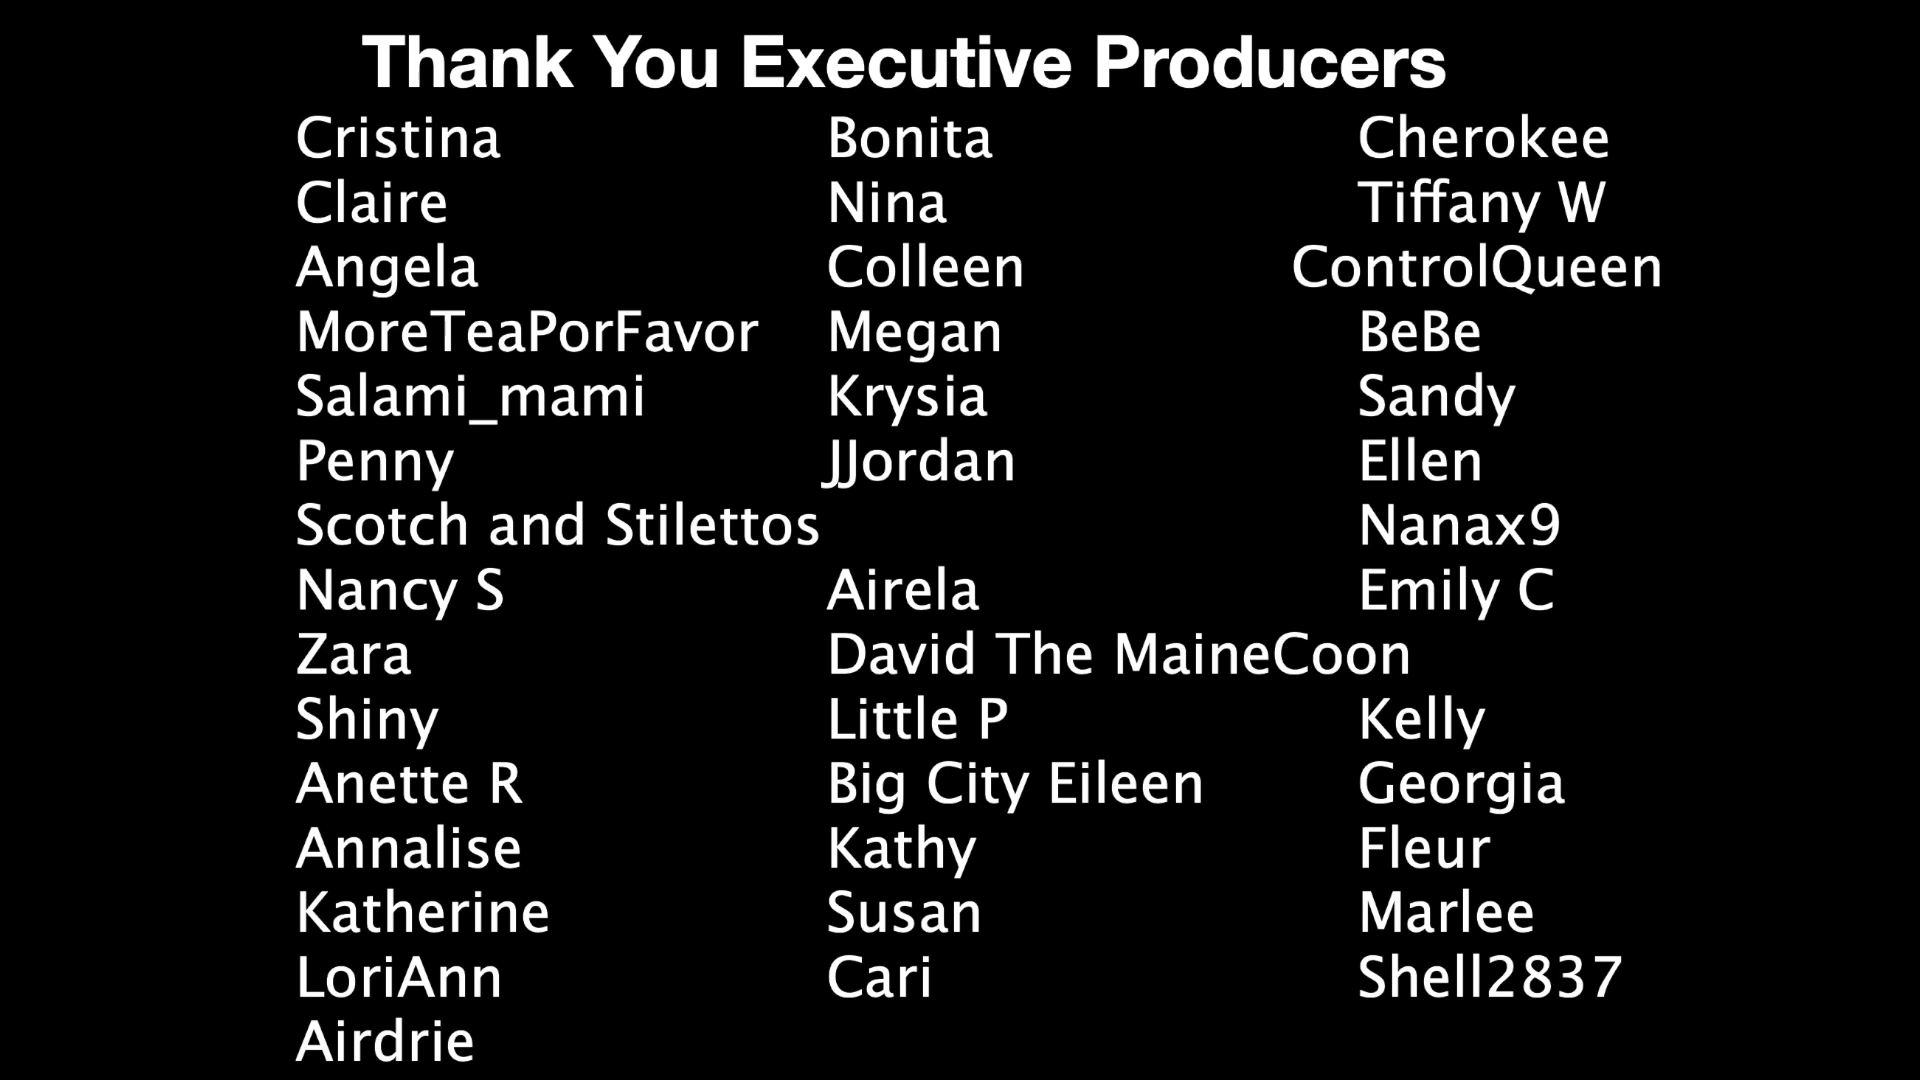 Thank You Executive Producers
Cristina Bonita Cherokee
Claire Nina Tiffany W
Angela Colleen ControlQueen
MoreTeaPorFavor Megan BeBe
Salami_mami Krysia Sandy
Penny JJordan Ellen
Scotch and Stilettos Nanax9
Nancy S Airela Emily C
Zara David The MaineCoon
Shiny Little P Kelly
Anette R Big City Eileen Georgia
Annalise Kathy Fleur
Katherine Susan Marlee
LoriAnn Cari Shell2837
Airdrie